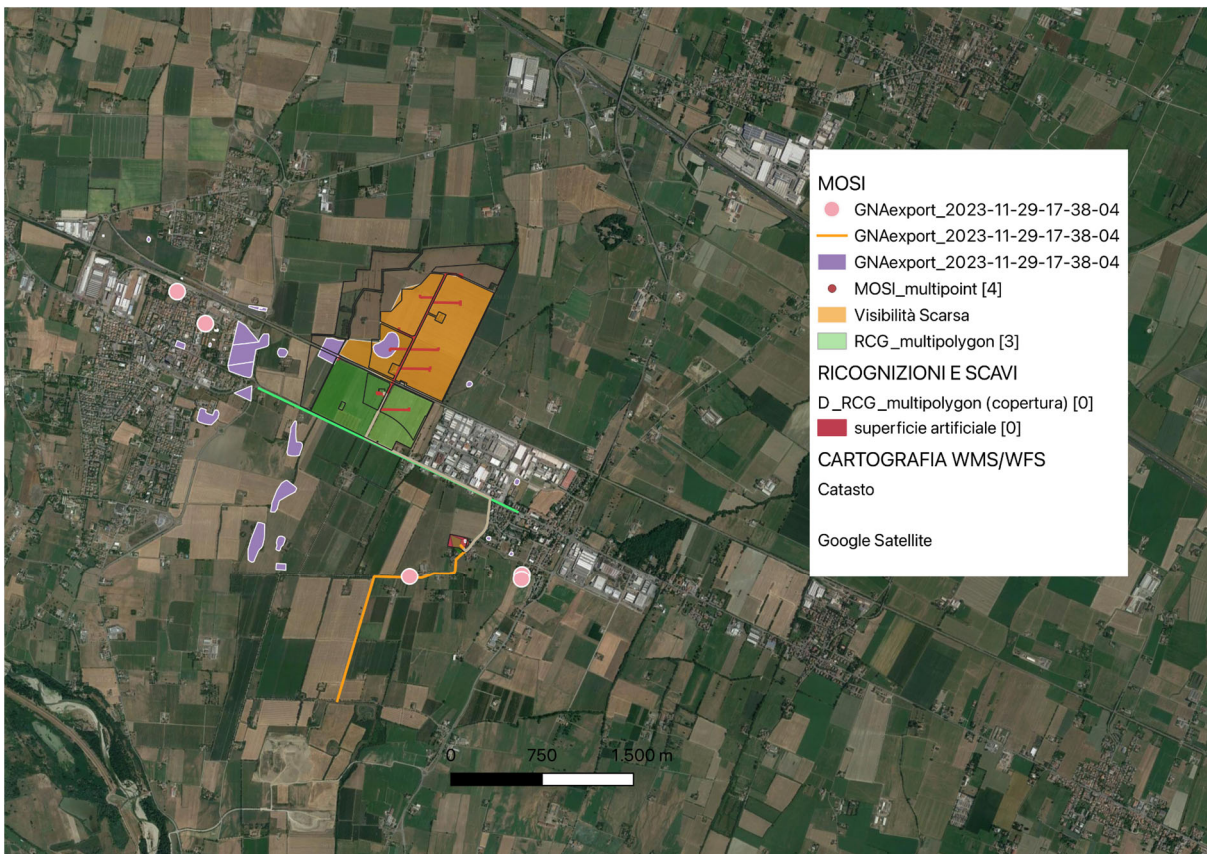 MOSI
GNAexport_2023-11-29-17-38-04
GNAexport_2023-11-29-17-38-04
GNAexport_2023-11-29-17-38-04
MOSI_multipoint [4]
Visibilità Scarsa
RCG_multipolygon [3]
RICOGNIZIONI E SCAVI
D_RCG_multipolygon (copertura) [0]
superficie artificiale [0]
CARTOGRAFIA WMS/WFS
Catasto
Google Satellite
0 750 1.500 m